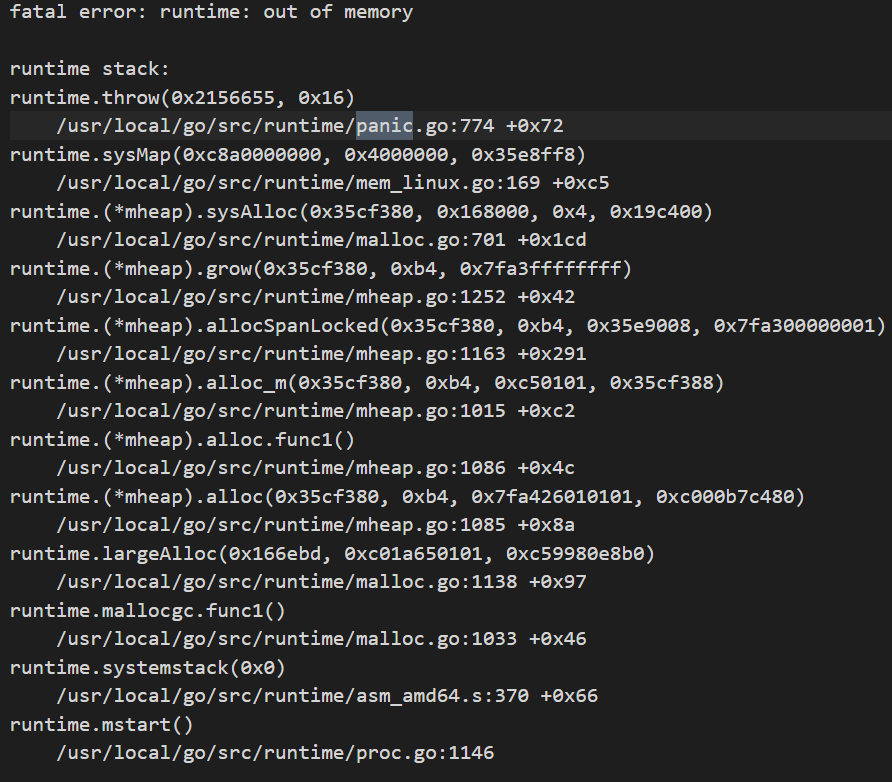 fatal error: runtime: out of memory
runtime stack:
runtime.throw(0x2156655, 0x16)
/usr/local/go/src/runtime/panic.go:774 +0x72
runtime.sysMap(0xc8a0000000, 0x4000000, 0x35e8ff8)
/usr/local/go/src/runtime/mem_linux.go:169 +0xc5
runtime.(*mheap).sysAlloc(0x35cf380, 0x168000, 0x4, 0x19c400)
/usr/local/go/src/runtime/malloc.go:701 +0x1cd
runtime.(*mheap).grow(0x35cf380, 0xb4, 0x7fa3ffffffff)
/usr/local/go/src/runtime/mheap.go:1252 +0x42
runtime.(*mheap).allocSpanLocked(0x35cf380, 0xb4, 0x35e9008, 0x7fa300000001)
/usr/local/go/src/runtime/mheap.go:1163 +0x291
runtime.(*mheap).alloc_m(0x35cf380, 0xb4, 0xc50101, 0x35cf388)
/usr/local/go/src/runtime/mheap.go:1015 +0xc2
runtime.(*mheap).alloc.func1()
/usr/local/go/src/runtime/mheap.go:1086 +0x4c
runtime.(*mheap).alloc(0x35cf380, 0xb4, 0x7fa426010101, 0xc000b7c480)
/usr/local/go/src/runtime/mheap.go:1085 +0x8a
runtime.largeAlloc(0x166ebd, 0xc01a650101, 0xc59980e8b0)
/usr/local/go/src/runtime/malloc.go:1138 +0x97
runtime.mallocgc.func1()
/usr/local/go/src/runtime/malloc.go:1033 +0x46
runtime.systemstack(0x0)
/usr/local/go/src/runtime/asm_amd64.s:370 +0x66
runtime.mstart()
/usr/local/go/src/runtime/proc.go:1146